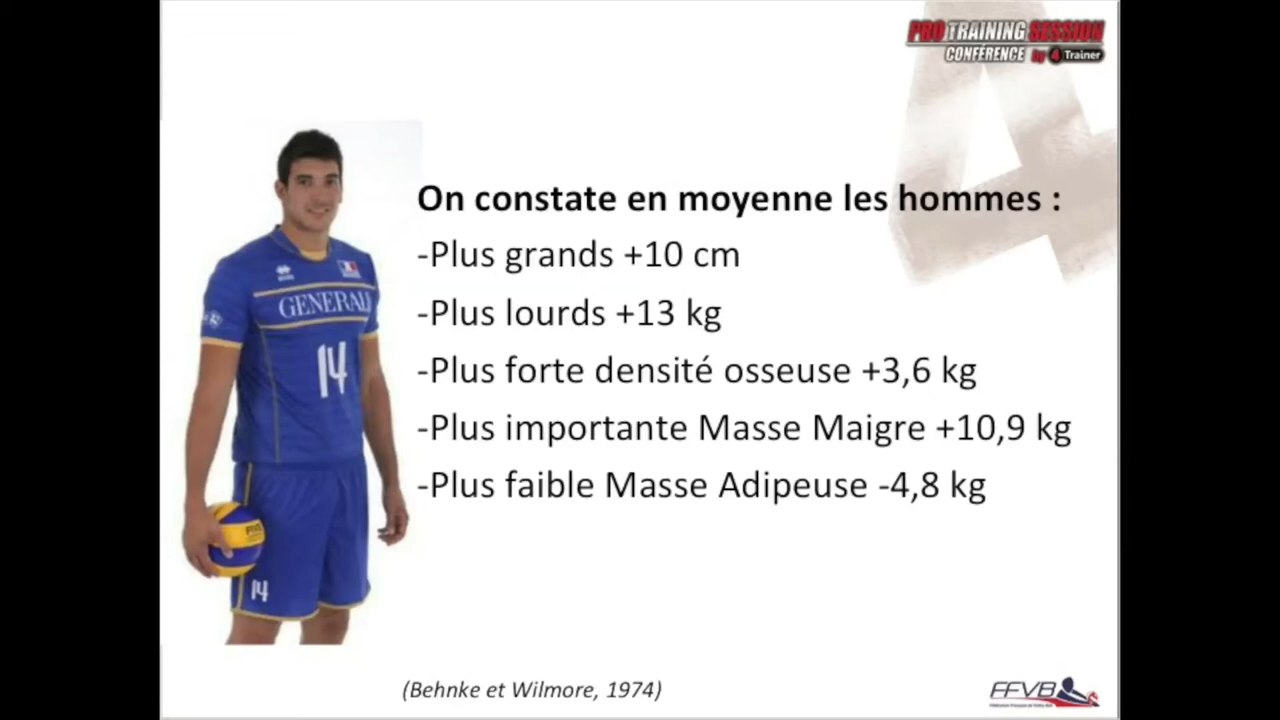 PRO TRAINING SESSION
CONFÉRENCE by 4 Trainer
On constate en moyenne les hommes :
-Plus grands +10 cm
-Plus lourds +13 kg
-Plus forte densité osseuse +3,6 kg
-Plus importante Masse Maigre +10,9 kg
-Plus faible Masse Adipeuse -4,8 kg
GENERALI
14
14
(Behnke et Wilmore, 1974)
FFVB